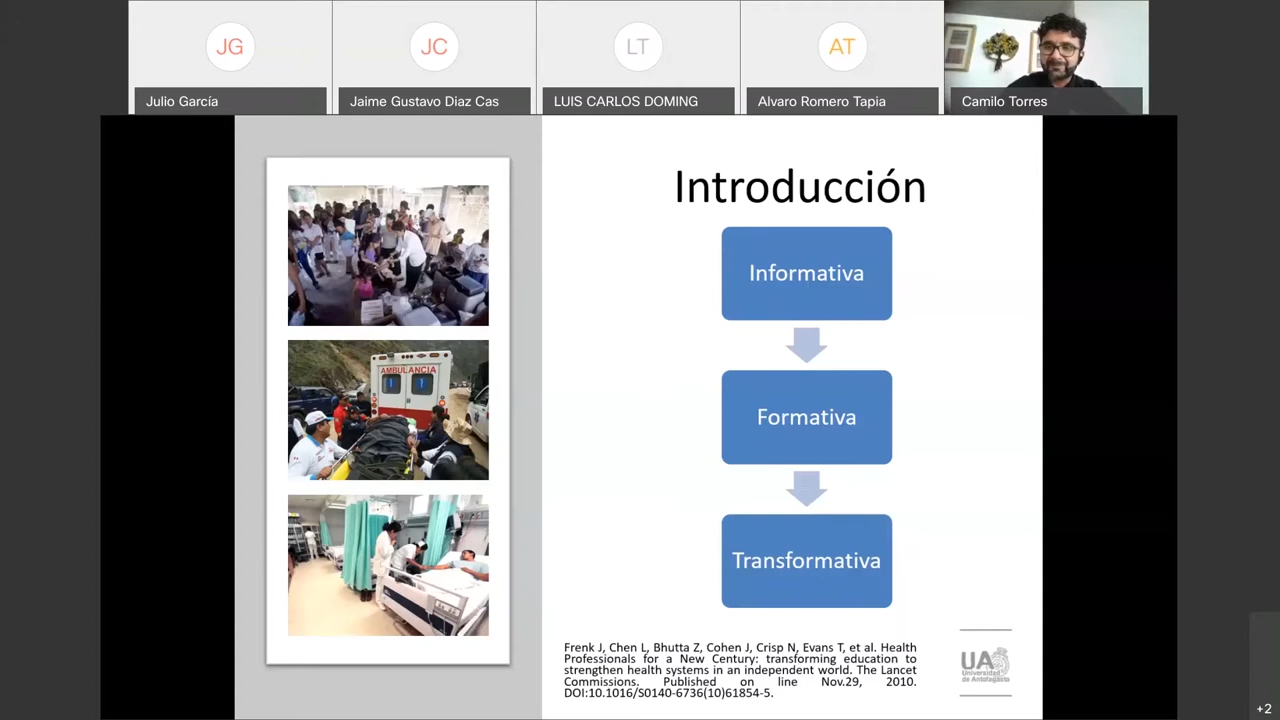 JG
JC
LT
AT
Julio García
Jaime Gustavo Diaz Cas
LUIS CARLOS DOMING
Alvaro Romero Tapia
Camilo Torres
Introducción
AMBULANCIA
Informativa
Formativa
Transformativa
Frenk J, Chen L, Bhutta Z, Cohen J, Crisp N, Evans T, et al. Health
Professionals for a New Century: transforming education to
strengthen health systems in an independent world. The Lancet
Commissions. Published on line Nov.29, 2010.
DOI:10.1016/S0140-6736(10)61854-5.
UA
Universidad
de Antofagasta
+2